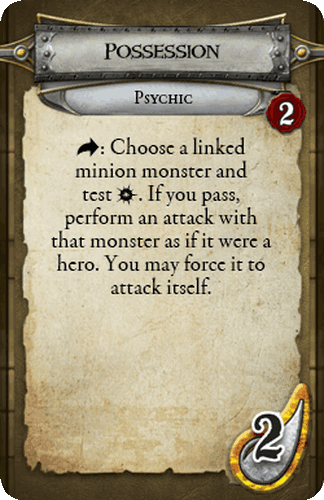 Possession
Psychic
2
: Choose a linked
minion monster and
test . If you pass,
perform an attack with
that monster as if it were a
hero. You may force it to
attack itself.
2